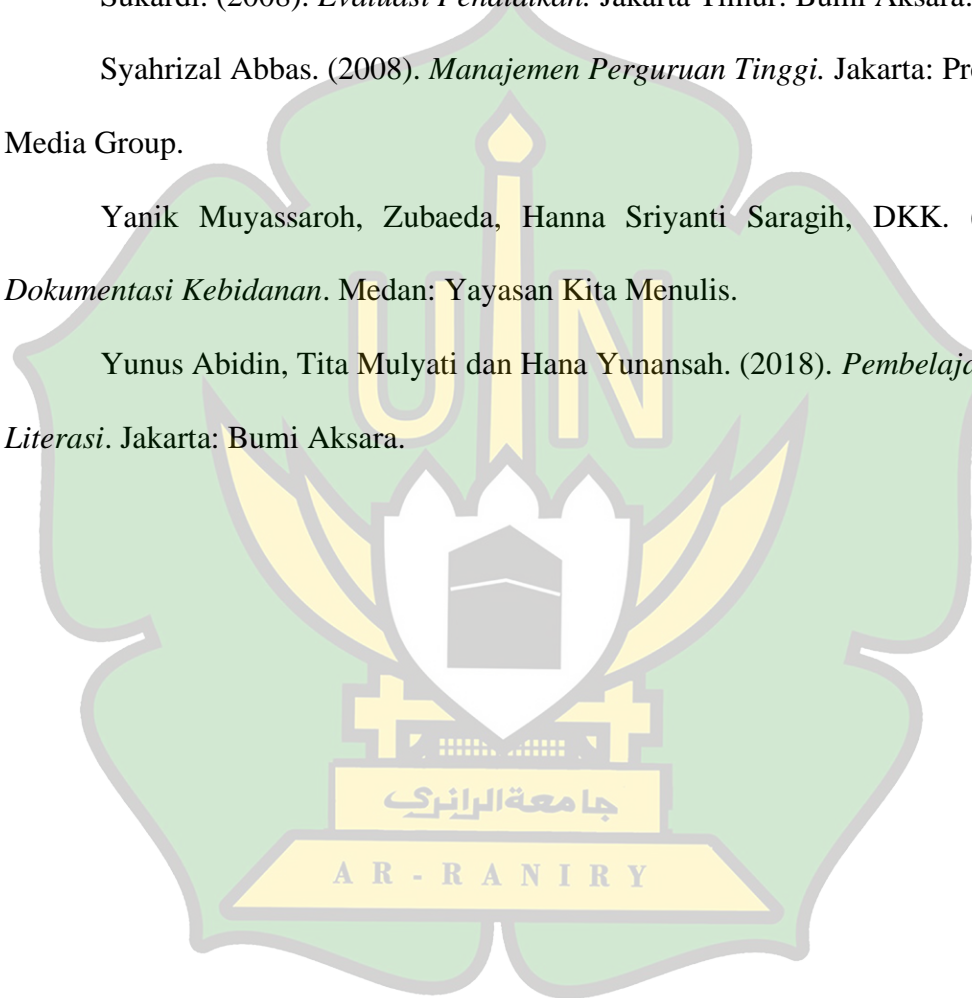 Sukardi. (2008). Evaluasi Pendidikan. Jakarta Timur: Bumi Aksara.
Syahrizal Abbas. (2008). Manajemen Perguruan Tinggi. Jakarta:
Media Group.
Yanik Muyassaroh, Zubaeda, Hanna Sriyanti Saragih, DKK.
Dokumentasi Kebidanan. Medan: Yayasan Kita Menulis.
Yunus Abidin, Tita Mulyati dan Hana Yunansah. (2018).
Literasi. Jakarta: Bumi Aksara.
UIN
جامعة الرانري
AR-RANIRY